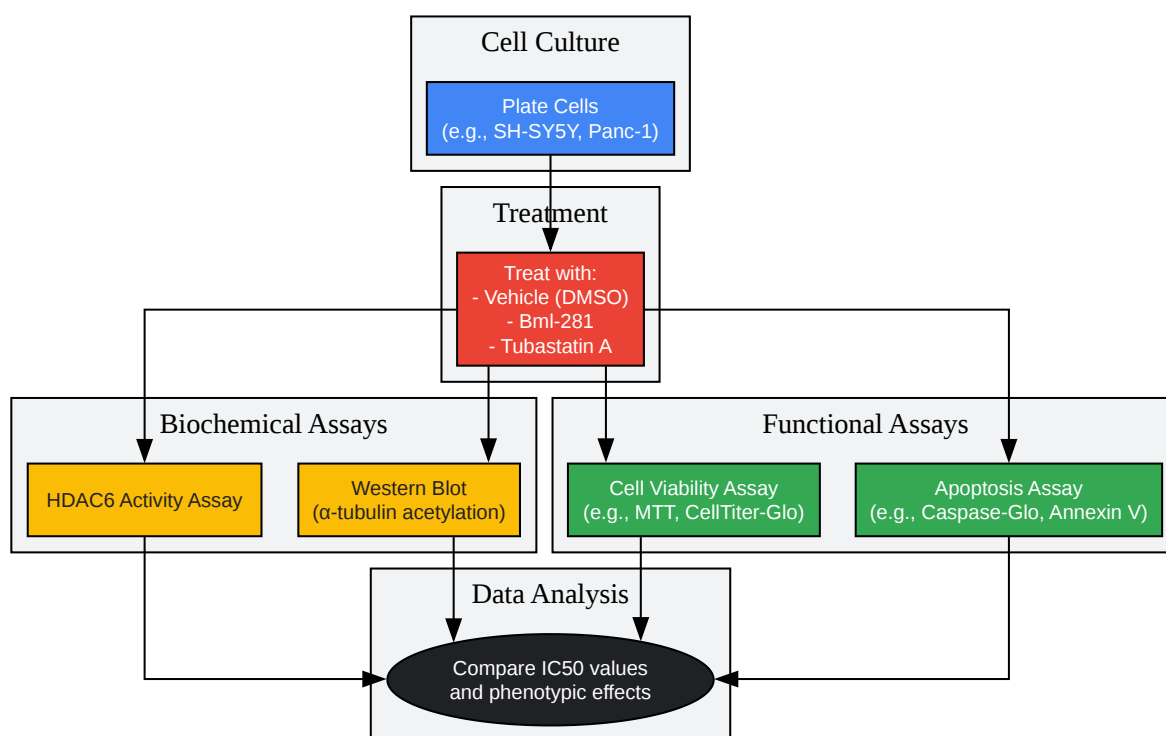 Cell Culture
Plate Cells
(e.g., SH-SY5Y, Panc-1)
Treatment
Treat with:
- Vehicle (DMSO)
- Bml-281
- Tubastatin A
Biochemical Assays
HDAC6 Activity Assay
Western Blot
(α-tubulin acetylation)
Functional Assays
Cell Viability Assay
(e.g., MTT, CellTiter-Glo)
Apoptosis Assay
(e.g., Caspase-Glo, Annexin V)
Data Analysis
Compare IC50 values
and phenotypic effects